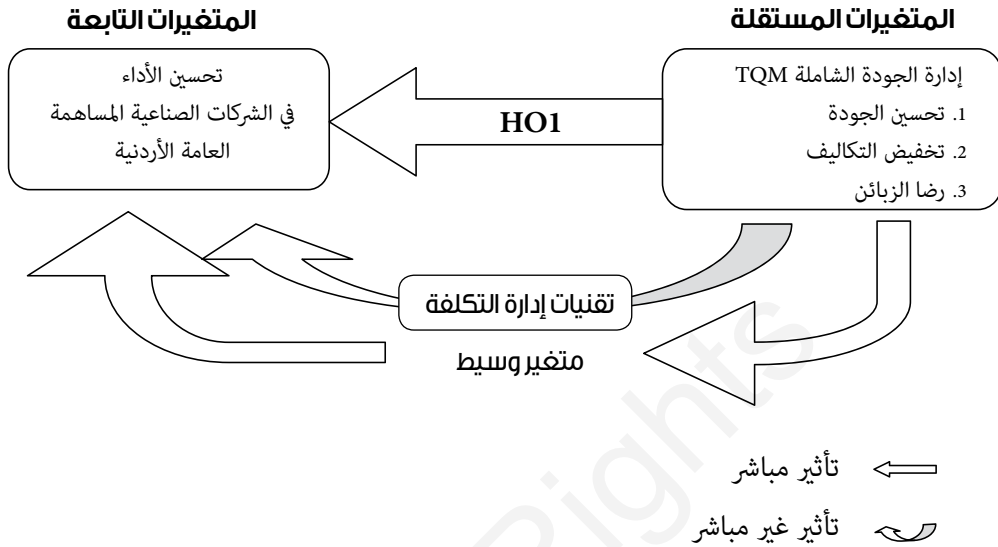 المتغيرات المستقلة
إدارة الجودة الشاملة TQM
1. تحسين الجودة
2. تخفيض التكاليف
3. رضا الزبائن
HO1
المتغيرات التابعة
تحسين الأداء
في الشركات الصناعية المساهمة
العامة الأردنية
تقنيات إدارة التكلفة
متغير وسيط
تأثير مباشر
تأثير غير مباشر
Rights